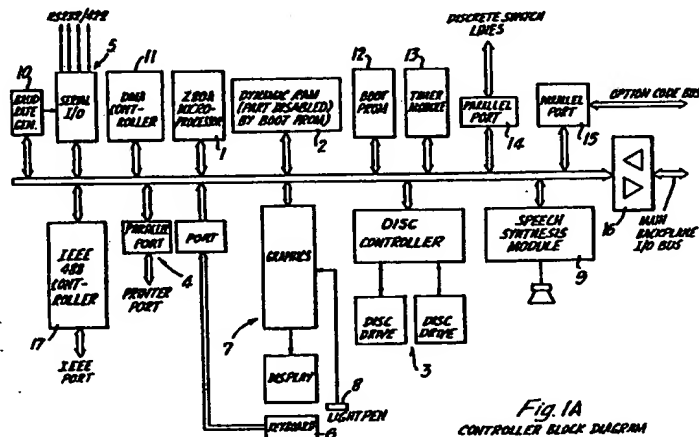 RS232/422
5
10
BAUD
RATE
GEN.
SERIAL
I/O
11
DMA
CONT-
ROLLER
Z80A
MICRO-
PROCESSOR
1
DYNAMIC RAM
(PART DISABLED)
BY BOOT PROM)
2
12
BOOT
PROM
13
TIMER
MODULE
DISCRETE SWITCH
LINES
PARALLEL
PORT
14
PARALLEL
PORT
15
OPTION CODE BUS
16
MAIN
BACKPLANE
I/O BUS
IEEE
488
CONT-
ROLLER
17
IEEE
PORT
PARALLEL
PORT
4
PRINTER
PORT
PORT
GRAPHICS
7
DISPLAY
8
LIGHT PEN
KEYBOARD
6
DISC
CONTROLLER
DISC
DRIVE
DISC
DRIVE
3
SPEECH
SYNTHESIS
MODULE
9
Fig. 1A
CONTROLLER BLOCK DIAGRAM